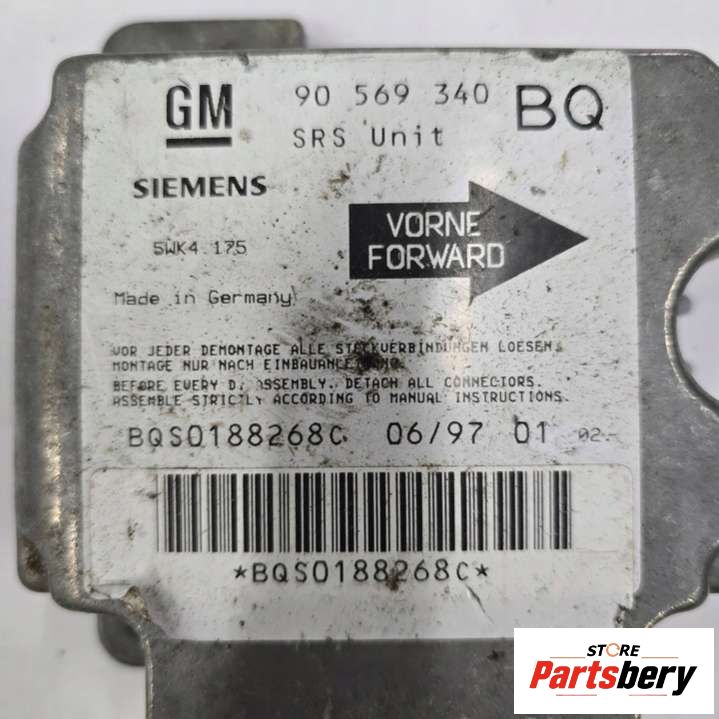 GM 90 569 340 BQ
SRS Unit
SIEMENS
VORNE
FORWARD
5WK4 175
Made in Germany
VOR JEDER DEMONTAGE ALLE STECKVERBINDUNGEN LOESEN.
MONTAGE NUR NACH EINBAUANLEITUNG.
BEFORE EVERY ASSEMBLY. DETACH ALL CONNECTORS.
ASSEMBLE STRICTLY ACCORDING TO MANUAL INSTRUCTIONS.
BQS0188268C 06/97 01 02-
*BQS0188268C*
STORE
Partsbery